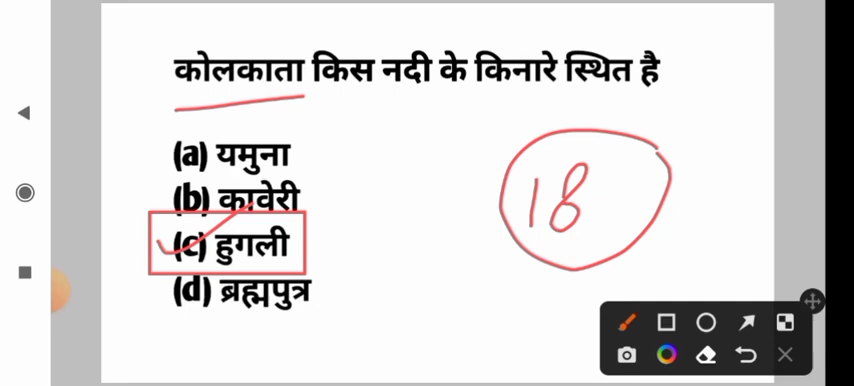 कोलकाता किस नदी के किनारे स्थित है
(a) यमुना
(b) कावेरी
(c) हुगली
(d) ब्रह्मपुत्र
18